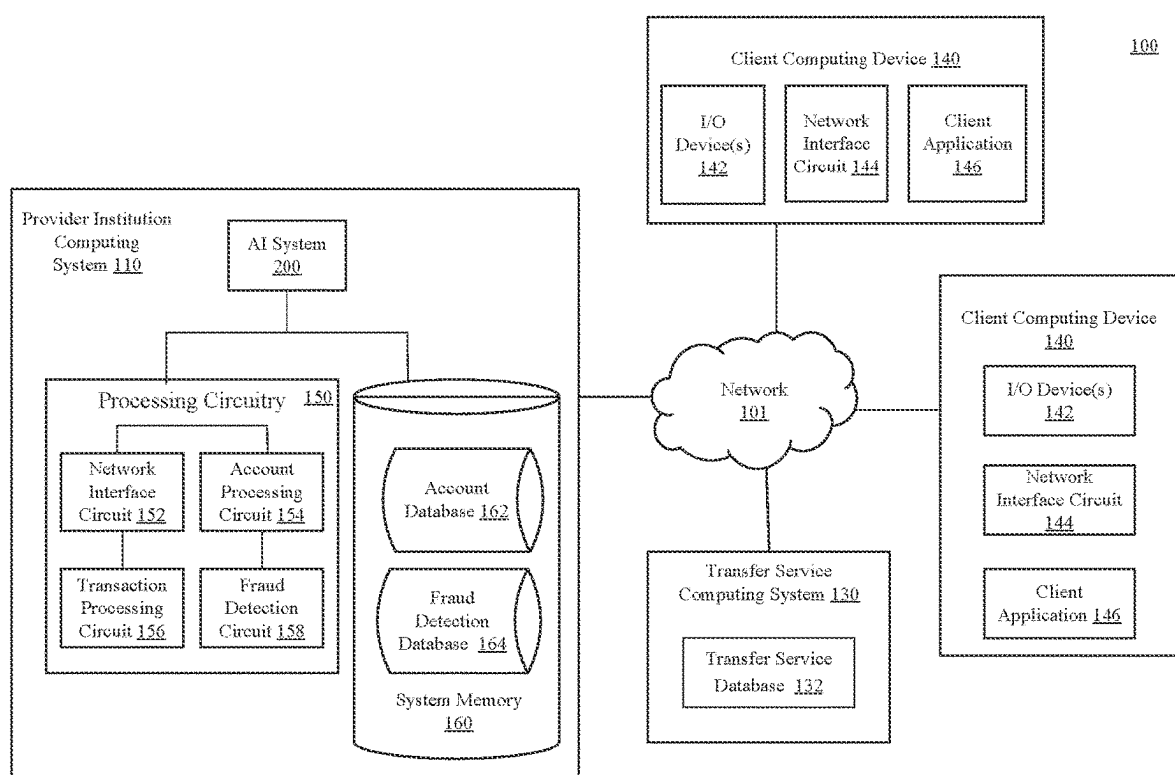 100
Client Computing Device 140
I/O
Device(s)
142
Network
Interface
Circuit 144
Client
Application
146
Provider Institution
Computing
System 110
AI System
200
Processing Circuitry 150
Network
Interface
Circuit 152
Account
Processing
Circuit 154
Transaction
Processing
Circuit 156
Fraud
Detection
Circuit 158
Account
Database 162
Fraud
Detection
Database 164
System Memory
160
Network
101
Client Computing Device
140
I/O Device(s)
142
Network
Interface Circuit
144
Client
Application 146
Transfer Service
Computing System 130
Transfer Service
Database 132